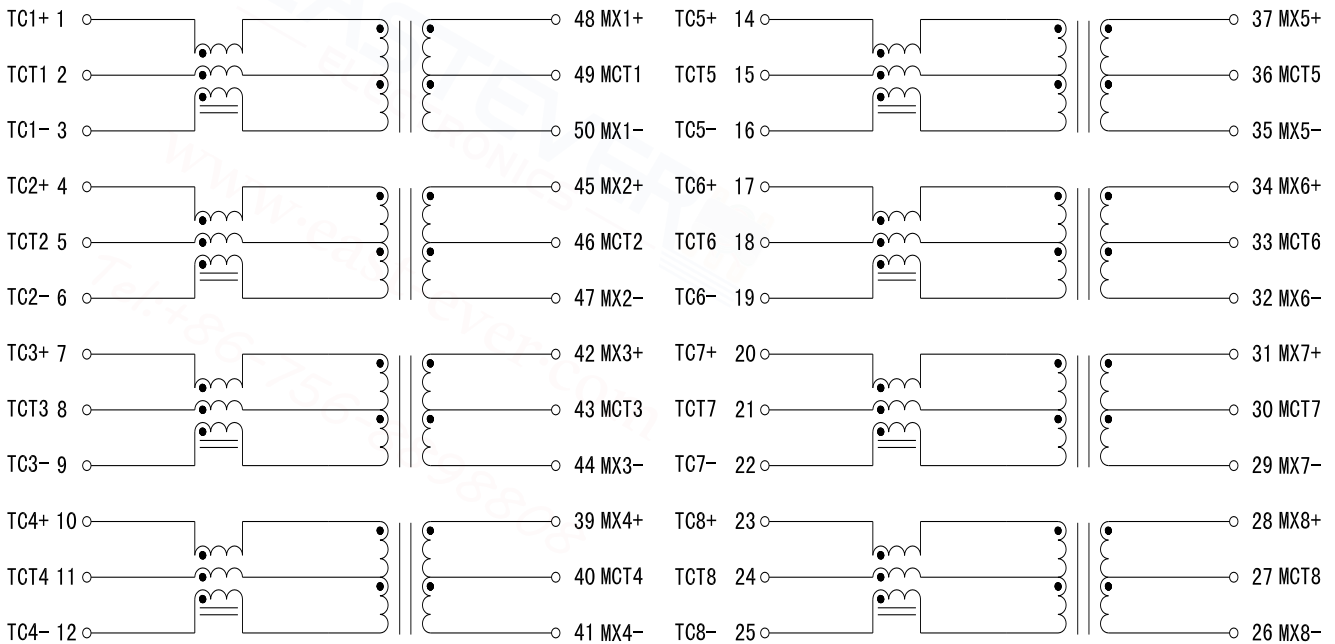 TC1+ 1 48 MX1+ TC5+ 14 37 MX5+
TCT1 2 49 MCT1 TCT5 15 36 MCT5
TC1- 3 50 MX1- TC5- 16 35 MX5-
TC2+ 4 45 MX2+ TC6+ 17 34 MX6+
TCT2 5 46 MCT2 TCT6 18 33 MCT6
TC2- 6 47 MX2- TC6- 19 32 MX6-
TC3+ 7 42 MX3+ TC7+ 20 31 MX7+
TCT3 8 43 MCT3 TCT7 21 30 MCT7
TC3- 9 44 MX3- TC7- 22 29 MX7-
TC4+ 10 39 MX4+ TC8+ 23 28 MX8+
TCT4 11 40 MCT4 TCT8 24 27 MCT8
TC4- 12 41 MX4- TC8- 25 26 MX8-
EASTEVER
ELECTRONICS